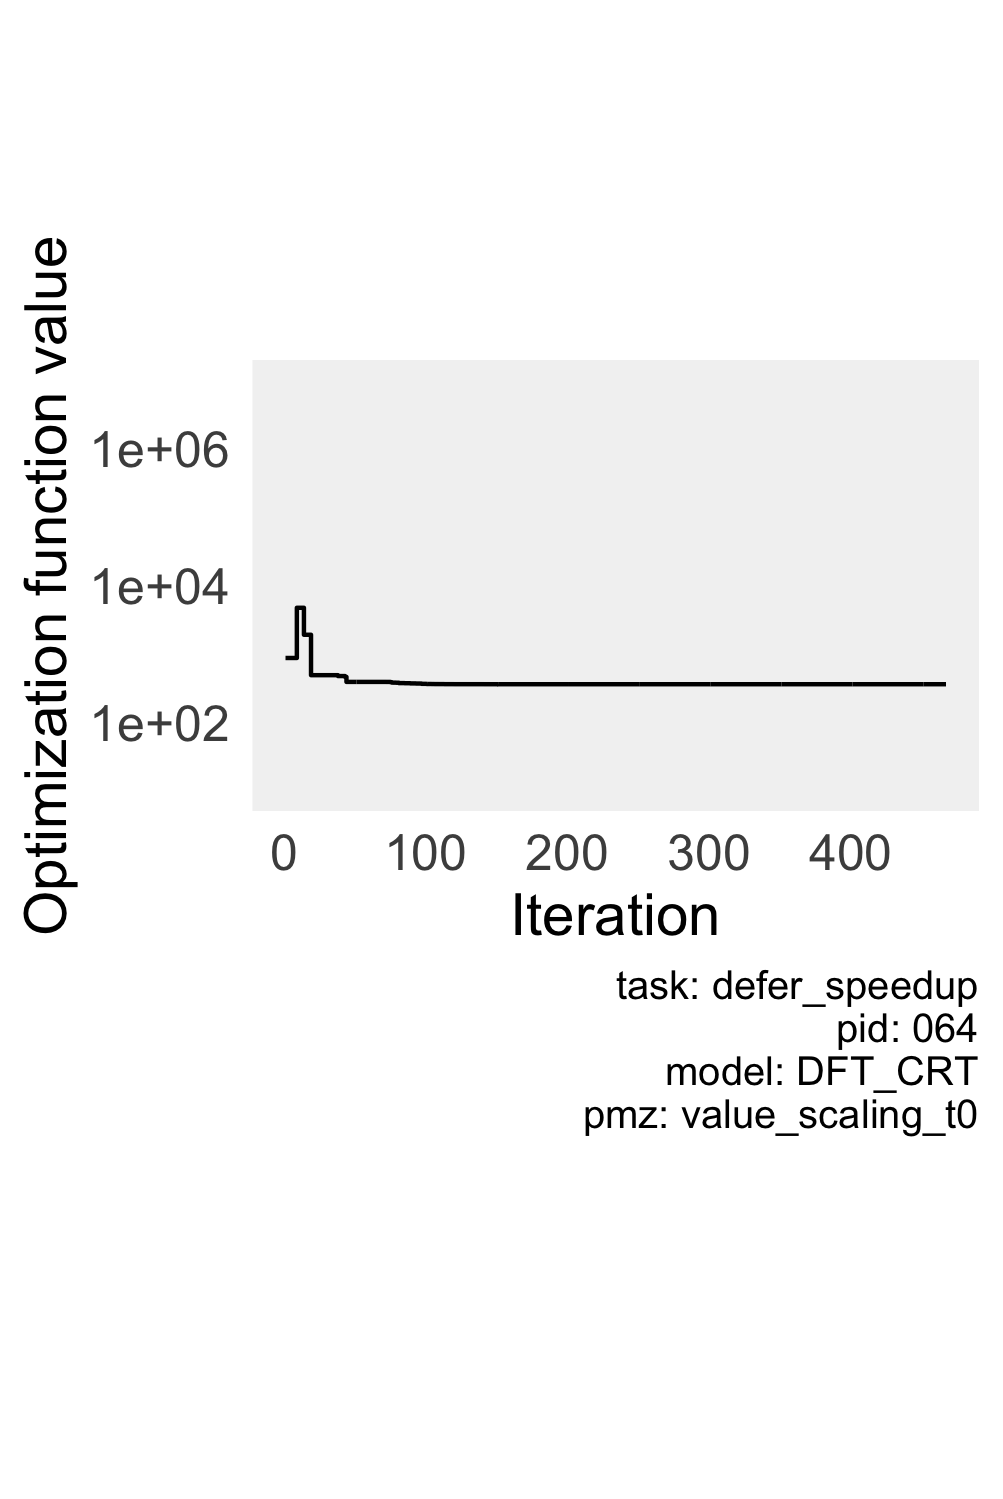 Optimization function value
1e+06
1e+04
1e+02
0 100 200 300 400
Iteration
task: defer_speedup
pid: 064
model: DFT_CRT
pmz: value_scaling_t0